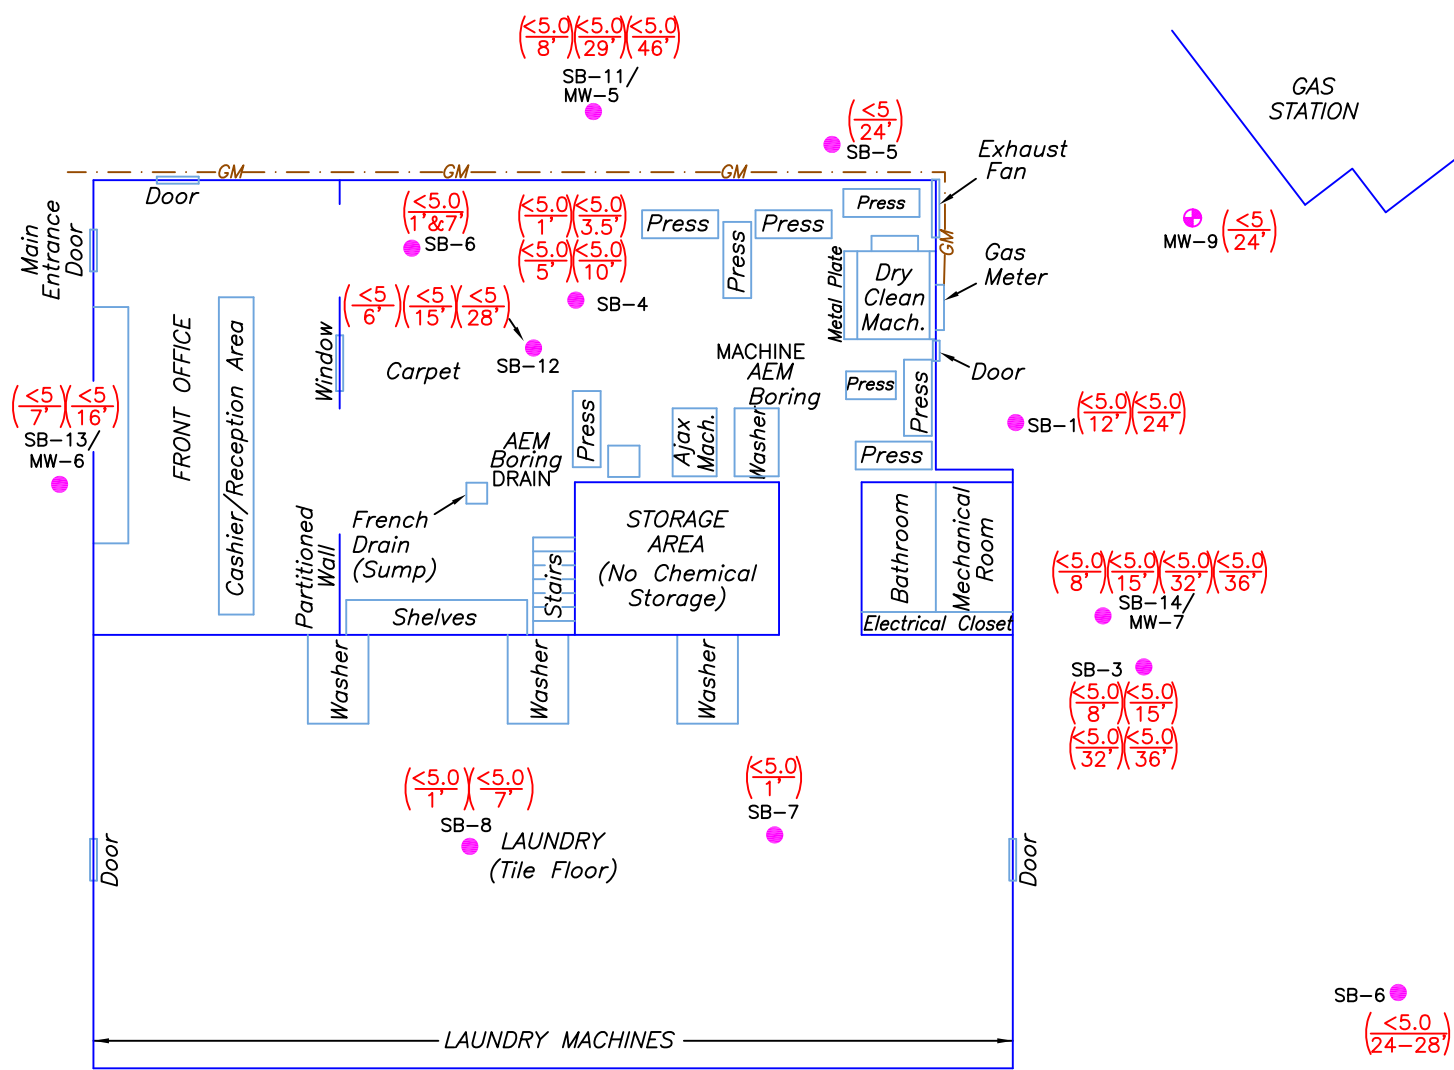 (<5.0/8')(<5.0/29')(<5.0/46')
SB-11/
MW-5
(<5/24')
SB-5
GAS
STATION
Exhaust
Fan
GM
GM
GM
Door
Main
Entrance
Door
(<5.0/1'&7')
SB-6
(<5.0/1')(<5.0/3.5')
(<5.0/5')(<5.0/10')
SB-4
Press
Press
Press
Press
MW-9
(<5/24')
GM
Gas
Meter
Metal Plate
Dry
Clean
Mach.
(<5/6')(<5/15')(<5/28')
SB-12
FRONT OFFICE
Cashier/Reception Area
Window
Carpet
MACHINE
AEM
Boring
Door
Press
Press
Press
(<5/7')(<5/16')
SB-13/
MW-6
SB-1
(<5.0/12')(<5.0/24')
AEM
Boring
DRAIN
Press
Ajax
Mach.
Washer
French
Drain
(Sump)
Partitioned
Wall
Stairs
STORAGE
AREA
(No Chemical
Storage)
Bathroom
Mechanical
Room
Electrical Closet
Shelves
(<5.0/8')(<5.0/15')(<5.0/32')(<5.0/36')
SB-14/
MW-7
SB-3
(<5.0/8')(<5.0/15')
(<5.0/32')(<5.0/36')
Washer
Washer
Washer
(<5.0/1')(<5.0/7')
SB-8
(<5.0/1')
SB-7
LAUNDRY
(Tile Floor)
Door
Door
SB-6
(<5.0/24-28')
LAUNDRY MACHINES